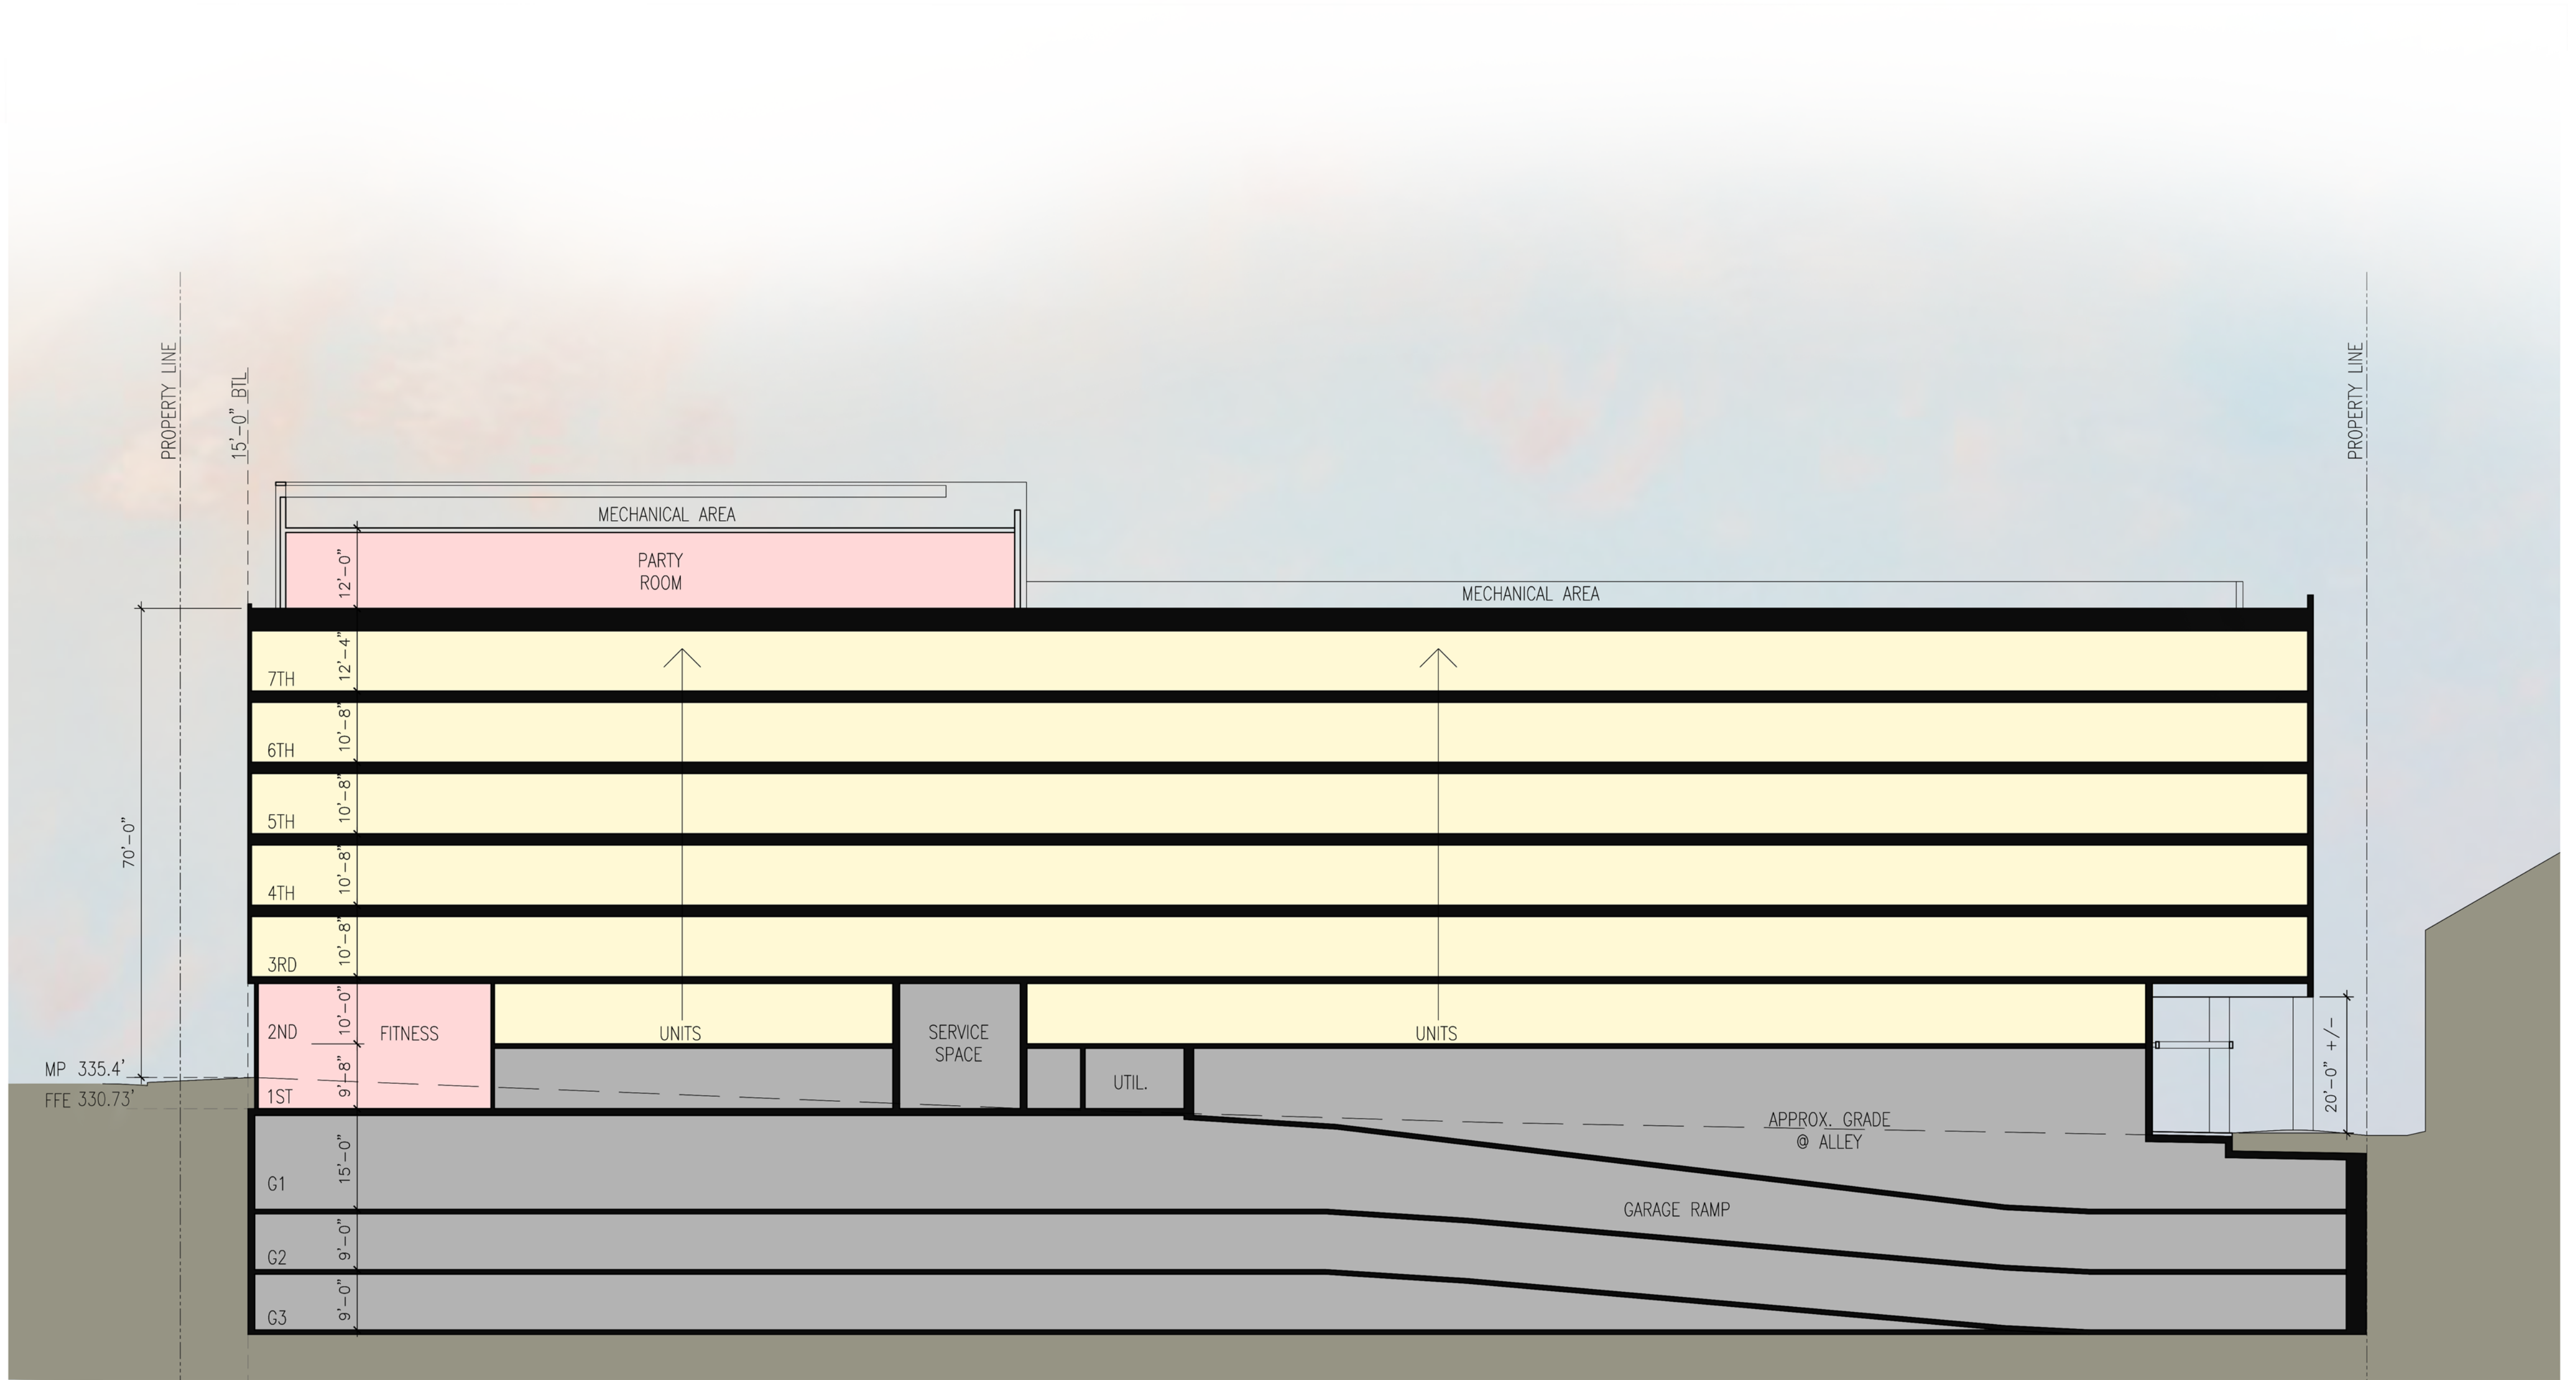 PROPERTY LINE
15'-0" BTL
PROPERTY LINE
MECHANICAL AREA
12'-0"
PARTY
ROOM
MECHANICAL AREA
70'-0"
7TH
12'-4"
6TH
10'-8"
5TH
10'-8"
4TH
10'-8"
3RD
10'-8"
2ND
10'-0"
FITNESS
UNITS
SERVICE
SPACE
UNITS
20'-0" +/-
MP 335.4'
FFE 330.73'
1ST
9'-8"
UTIL.
APPROX. GRADE
@ ALLEY
G1
15'-0"
GARAGE RAMP
G2
9'-0"
G3
9'-0"